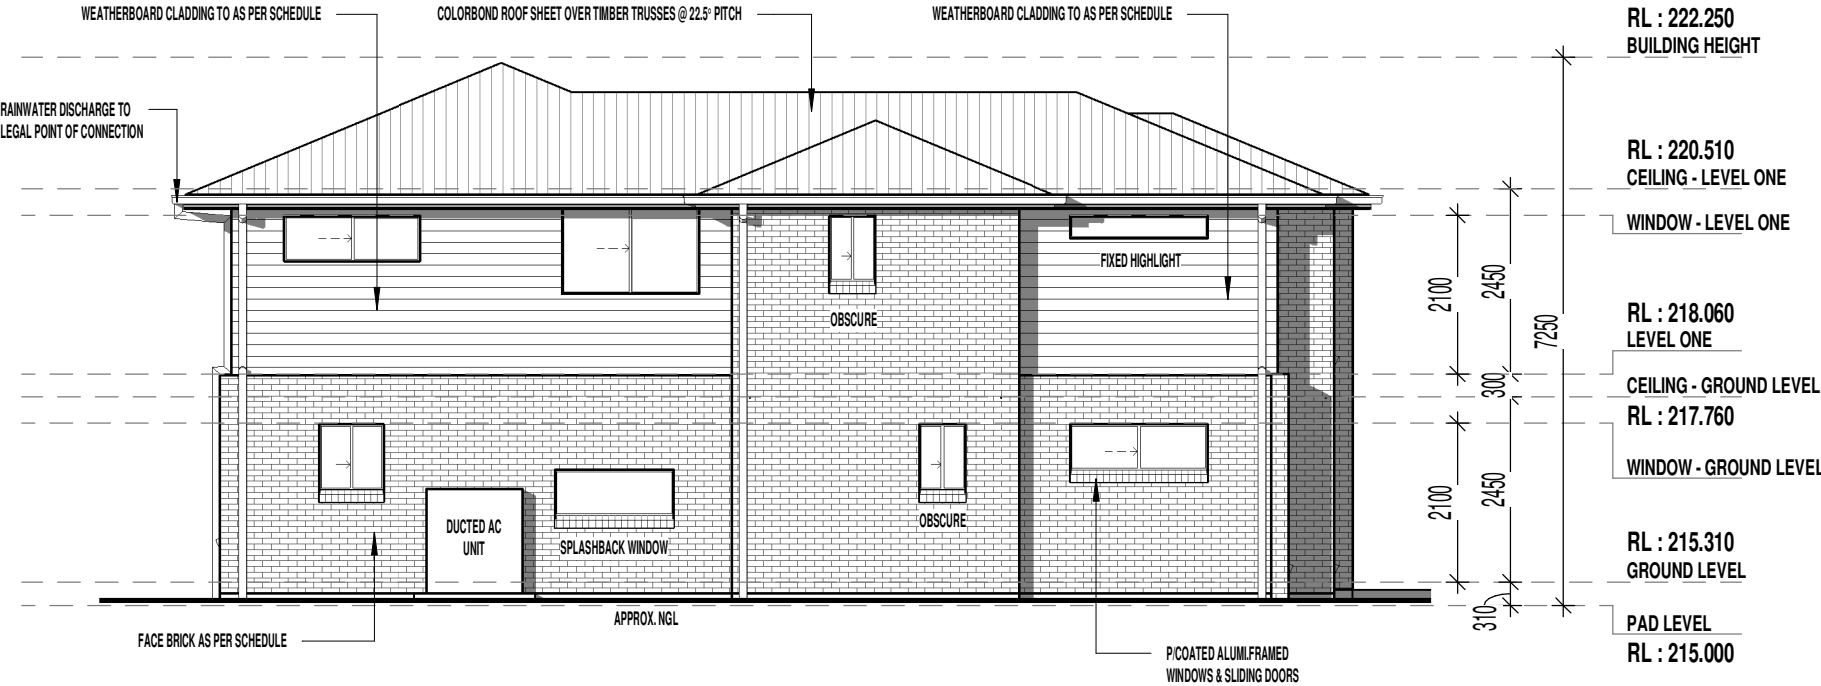 WEATHERBOARD CLADDING TO AS PER SCHEDULE
COLORBOND ROOF SHEET OVER TIMBER TRUSSES @ 22.5° PITCH
WEATHERBOARD CLADDING TO AS PER SCHEDULE
RL : 222.250
BUILDING HEIGHT
RAINWATER DISCHARGE TO
LEGAL POINT OF CONNECTION
RL : 220.510
CEILING - LEVEL ONE
WINDOW - LEVEL ONE
FIXED HIGHLIGHT
OBSCURE
2100
2450
7250
RL : 218.060
LEVEL ONE
300
CEILING - GROUND LEVEL
RL : 217.760
WINDOW - GROUND LEVEL
2100
2450
DUCTED AC
UNIT
SPLASHBACK WINDOW
OBSCURE
RL : 215.310
GROUND LEVEL
310
APPROX. NGL
PAD LEVEL
RL : 215.000
FACE BRICK AS PER SCHEDULE
P/COATED ALUMI.FRAMED
WINDOWS & SLIDING DOORS